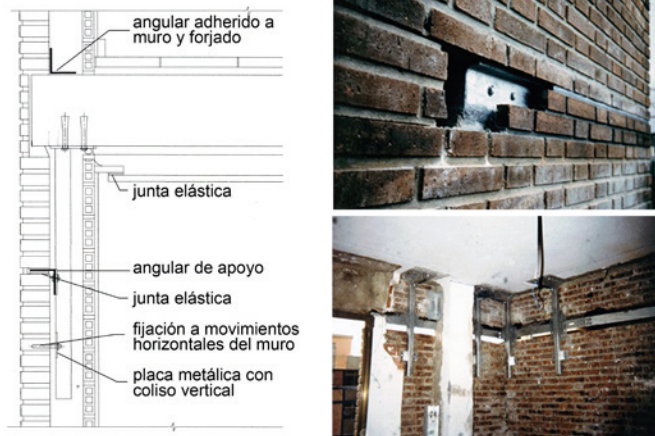 angular adherido a
muro y forjado
junta elástica
angular de apoyo
junta elástica
fijación a movimientos
horizontales del muro
placa metálica con
coliso vertical